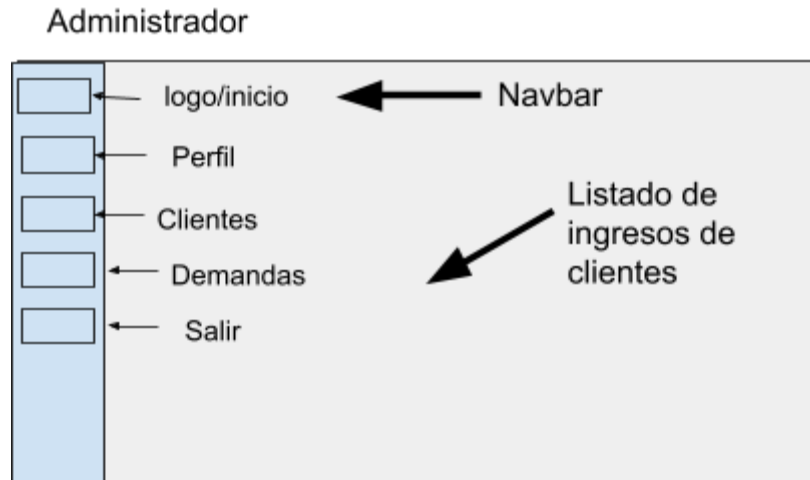 Administrador
logo/inicio
Navbar
Perfil
Clientes
Listado de
ingresos de
clientes
Demandas
Salir